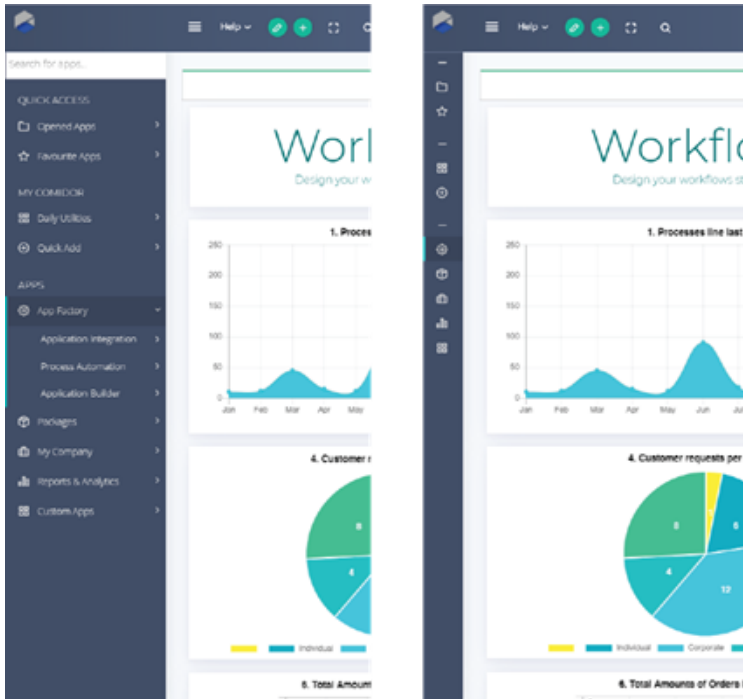 Help
Search for apps...
QUICK ACCESS
Opened Apps
Favourite Apps
MY COMIDOR
Daily Utilities
Quick Add
APPS
App Factory
Application Integration
Process Automation
Application Builder
Packages
My Company
Reports & Analytics
Custom Apps
Worl
Design your w
1. Proces
250
200
150
100
50
0
Jan Feb Mar Apr May
4. Customer r
8
4
Individual
6. Total Amount
Help
Workflo
Design your workflows st
1. Processes line last
250
200
150
100
50
0
Jan Feb Mar Apr May Jun Jul
4. Customer requests per
8
6
4
12
Individual Corporate
6. Total Amounts of Orders